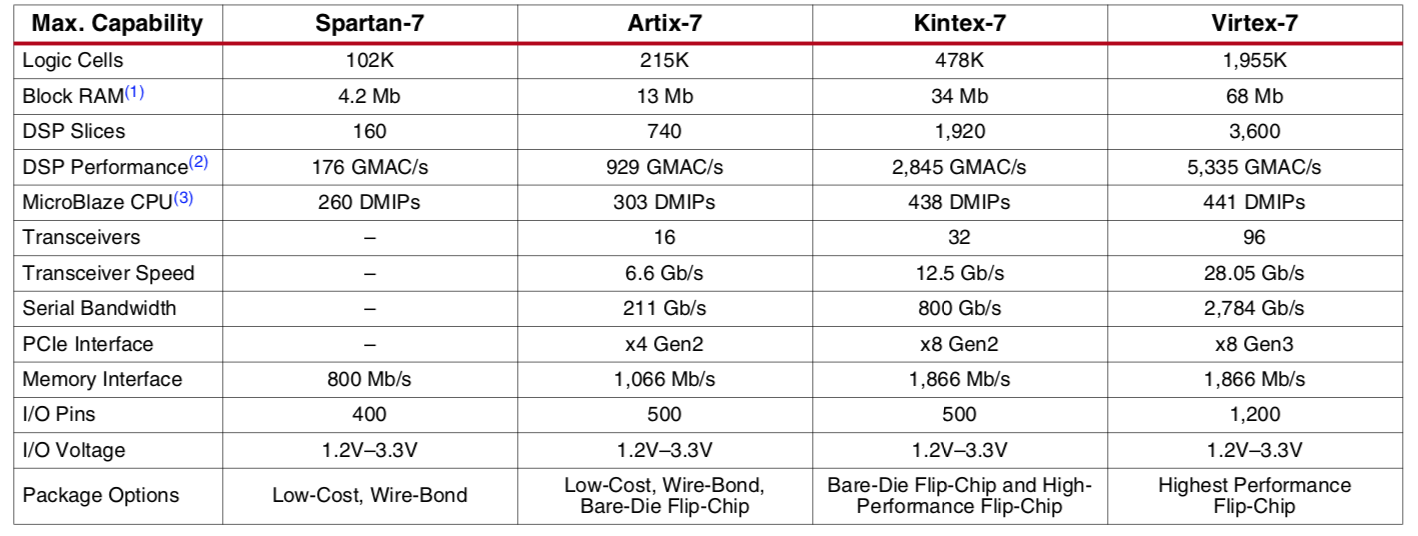 Max. Capability Spartan-7 Artix-7 Kintex-7 Virtex-7
Logic Cells 102K 215K 478K 1,955K
Block RAM(1) 4.2 Mb 13 Mb 34 Mb 68 Mb
DSP Slices 160 740 1,920 3,600
DSP Performance(2) 176 GMAC/s 929 GMAC/s 2,845 GMAC/s 5,335 GMAC/s
MicroBlaze CPU(3) 260 DMIPs 303 DMIPs 438 DMIPs 441 DMIPs
Transceivers – 16 32 96
Transceiver Speed – 6.6 Gb/s 12.5 Gb/s 28.05 Gb/s
Serial Bandwidth – 211 Gb/s 800 Gb/s 2,784 Gb/s
PCIe Interface – x4 Gen2 x8 Gen2 x8 Gen3
Memory Interface 800 Mb/s 1,066 Mb/s 1,866 Mb/s 1,866 Mb/s
I/O Pins 400 500 500 1,200
I/O Voltage 1.2V–3.3V 1.2V–3.3V 1.2V–3.3V 1.2V–3.3V
Package Options Low-Cost, Wire-Bond Low-Cost, Wire-Bond, Bare-Die Flip-Chip and High- Highest Performance
Bare-Die Flip-Chip Performance Flip-Chip Flip-Chip